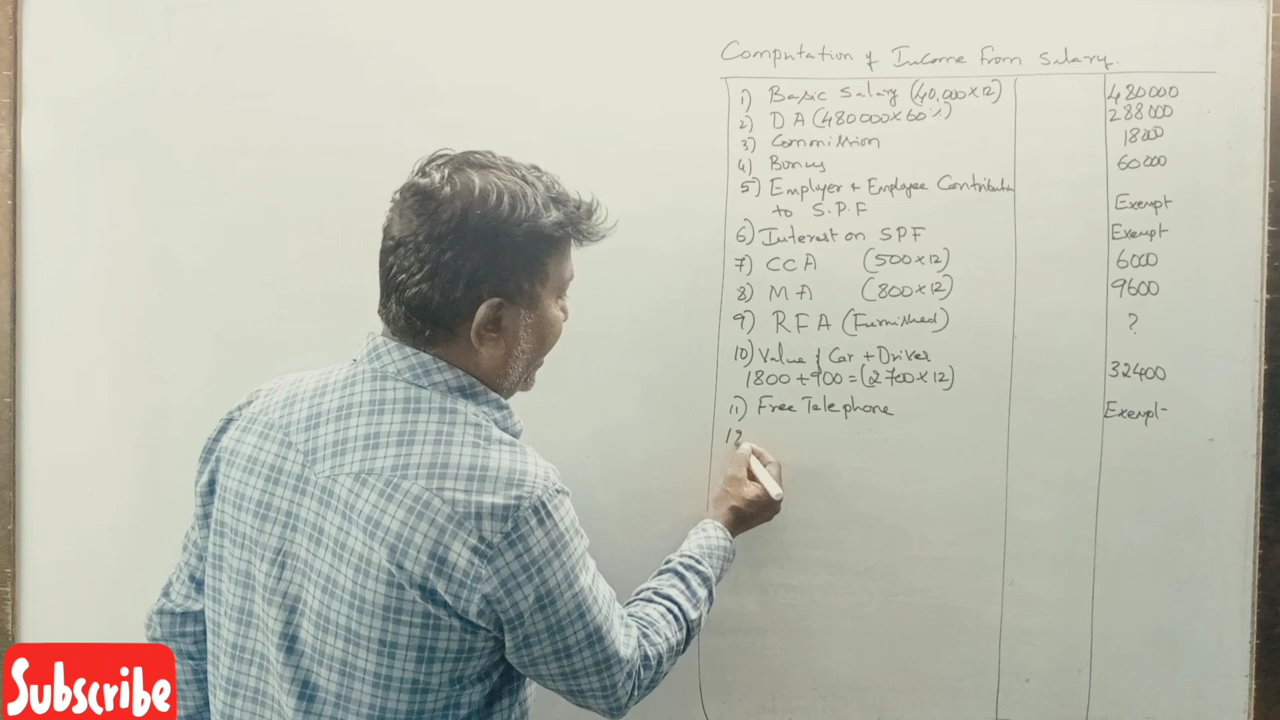 Computation of Income From Salary.
1) Basic Salary (40,000×12) 480000
2) DA (480000×60%) 288000
3) Commission 18000
4) Bonus 60000
5) Employer + Employee Contribution
to S.P.F Exempt
6) Interest on SPF Exempt
7) CCA (500×12) 6000
8) MA (800×12) 9600
9) RFA (Furnished) ?
10) Value of Car + Driver
1800+900=(2700×12) 32400
11) Free Telephone Exempt
12
Subscribe